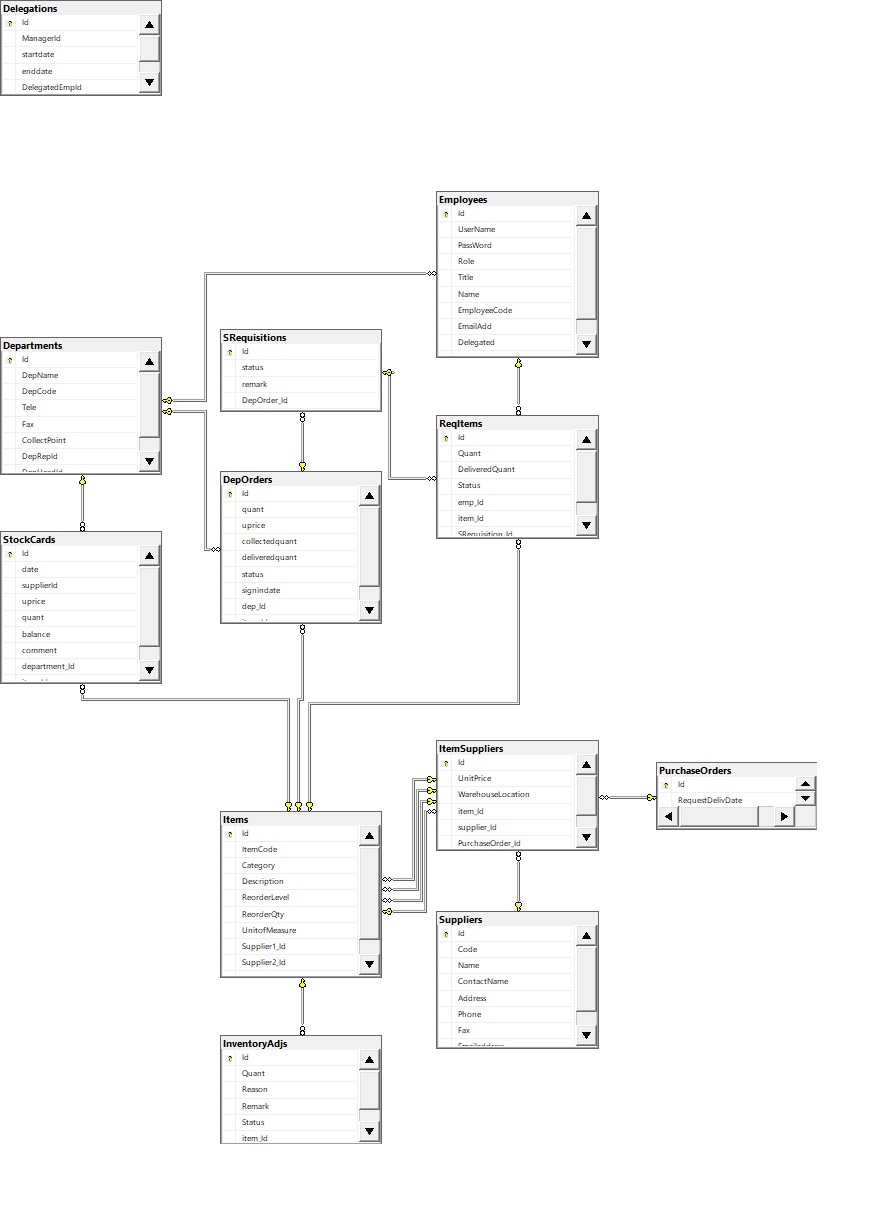 Delegations
Id
ManagerId
startdate
enddate
DelegatedEmpId
Employees
Id
UserName
PassWord
Role
Title
Name
EmployeeCode
EmailAdd
Delegated
SRequisitions
Id
status
remark
DepOrder_Id
Departments
Id
DepName
DepCode
Tele
Fax
CollectPoint
DepRepId
ReqItems
Id
Quant
DeliveredQuant
Status
emp_Id
item_Id
SRequisition_Id
DepOrders
Id
quant
uprice
collectedquant
deliveredquant
status
signindate
dep_Id
StockCards
Id
date
supplierId
uprice
quant
balance
comment
department_Id
ItemSuppliers
Id
UnitPrice
WarehouseLocation
item_Id
supplier_Id
PurchaseOrder_Id
PurchaseOrders
Id
RequestDelivDate
Items
Id
ItemCode
Category
Description
ReorderLevel
ReorderQty
UnitofMeasure
Supplier1_Id
Supplier2_Id
Suppliers
Id
Code
Name
ContactName
Address
Phone
Fax
InventoryAdjs
Id
Quant
Reason
Remark
Status
item_Id